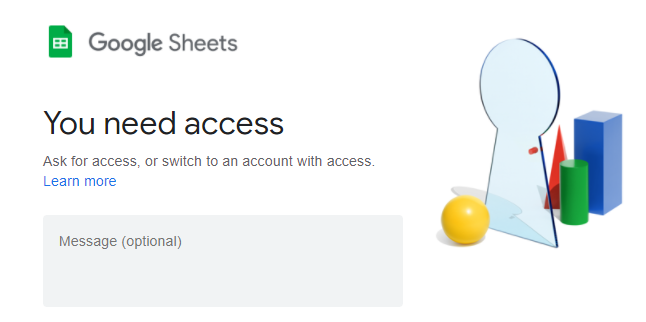 Google Sheets
You need access
Ask for access, or switch to an account with access.
Learn more
Message (optional)